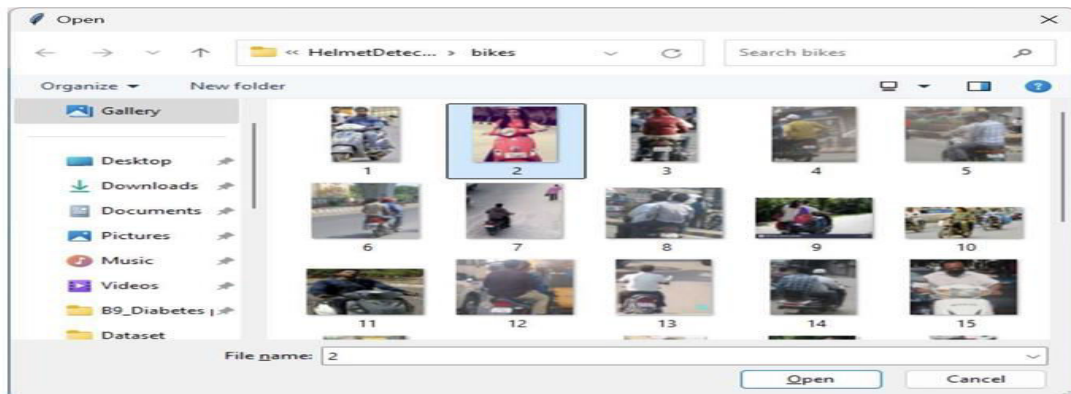 Open
« HelmetDetec... › bikes
Search bikes
Organize
New folder
Gallery
Desktop
Downloads
Documents
Pictures
Music
Videos
B9_Diabetes
Dataset
1
2
3
4
5
6
7
8
9
10
11
12
13
14
15
File name: 2
Open
Cancel